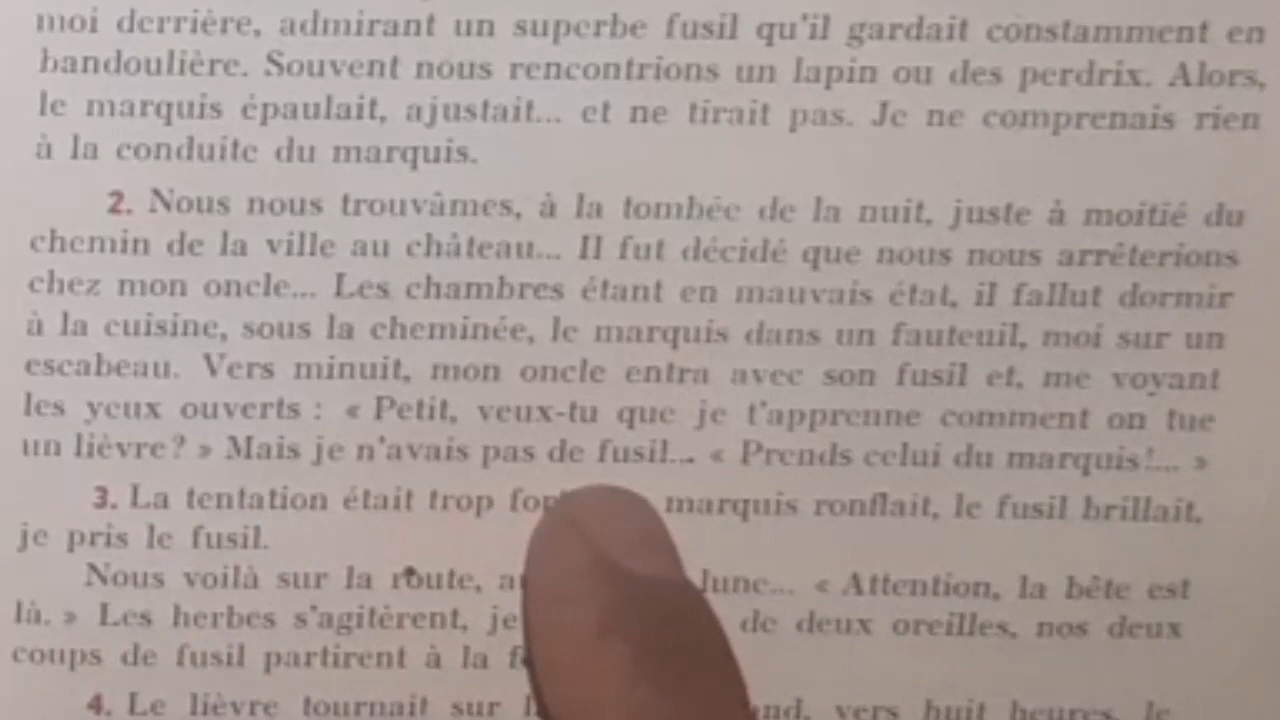 moi derrière, admirant un superbe fusil qu'il gardait constamment en
bandoulière. Souvent nous rencontrions un lapin ou des perdrix. Alors,
le marquis épaulait, ajustait... et ne tirait pas. Je ne comprenais rien
à la conduite du marquis.
2. Nous nous trouvâmes, à la tombée de la nuit, juste à moitié du
chemin de la ville au château... Il fut décidé que nous nous arrêterions
chez mon oncle... Les chambres étant en mauvais état, il fallut dormir
à la cuisine, sous la cheminée, le marquis dans un fauteuil, moi sur un
escabeau. Vers minuit, mon oncle entra avec son fusil et, me voyant
les yeux ouverts : « Petit, veux-tu que je t'apprenne comment on tue
un lièvre? » Mais je n'avais pas de fusil... « Prends celui du marquis!... »
3. La tentation était trop marquis ronflait, le fusil brillait,
je pris le fusil.
Nous voilà sur la route, lune... « Attention, la bête est
là. » Les herbes s'agitèrent, je de deux oreilles, nos deux
coups de fusil partirent à la
4. Le lièvre tournait sur vers huit heures, le